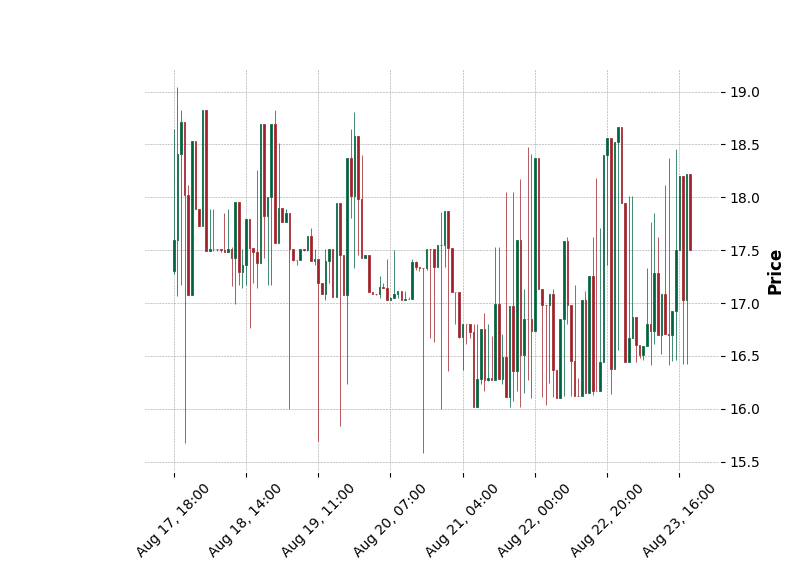 19.0
18.5
18.0
17.5
17.0
16.5
16.0
15.5
Price
Aug 17, 18:00
Aug 18, 14:00
Aug 19, 11:00
Aug 20, 07:00
Aug 21, 04:00
Aug 22, 00:00
Aug 22, 20:00
Aug 23, 16:00